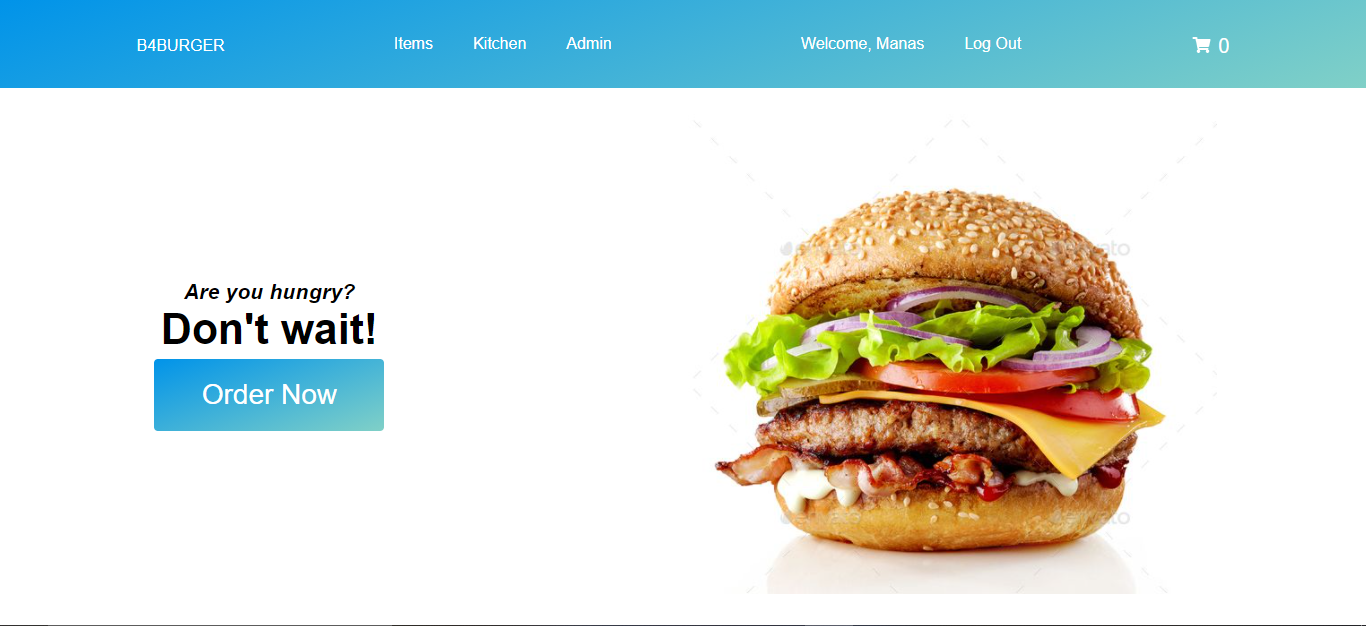 B4BURGER
Items
Kitchen
Admin
Welcome, Manas
Log Out
0
Are you hungry?
Don't wait!
Order Now